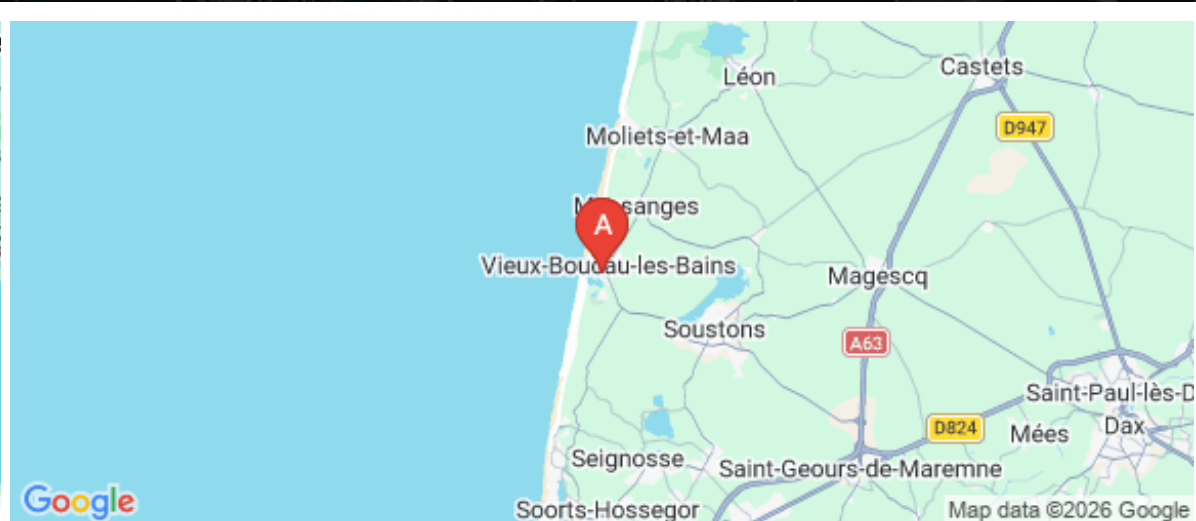 Léon
Castets
D947
Moliets-et-Maa
sanges
A
Vieux-Boucau-les-Bains
Magescq
Soustons
A63
Saint-Paul-lès-D
D824
Mées
Dax
Seignosse
Saint-Geours-de-Maremne
Soorts-Hossegor
Google
Map data ©2026 Google